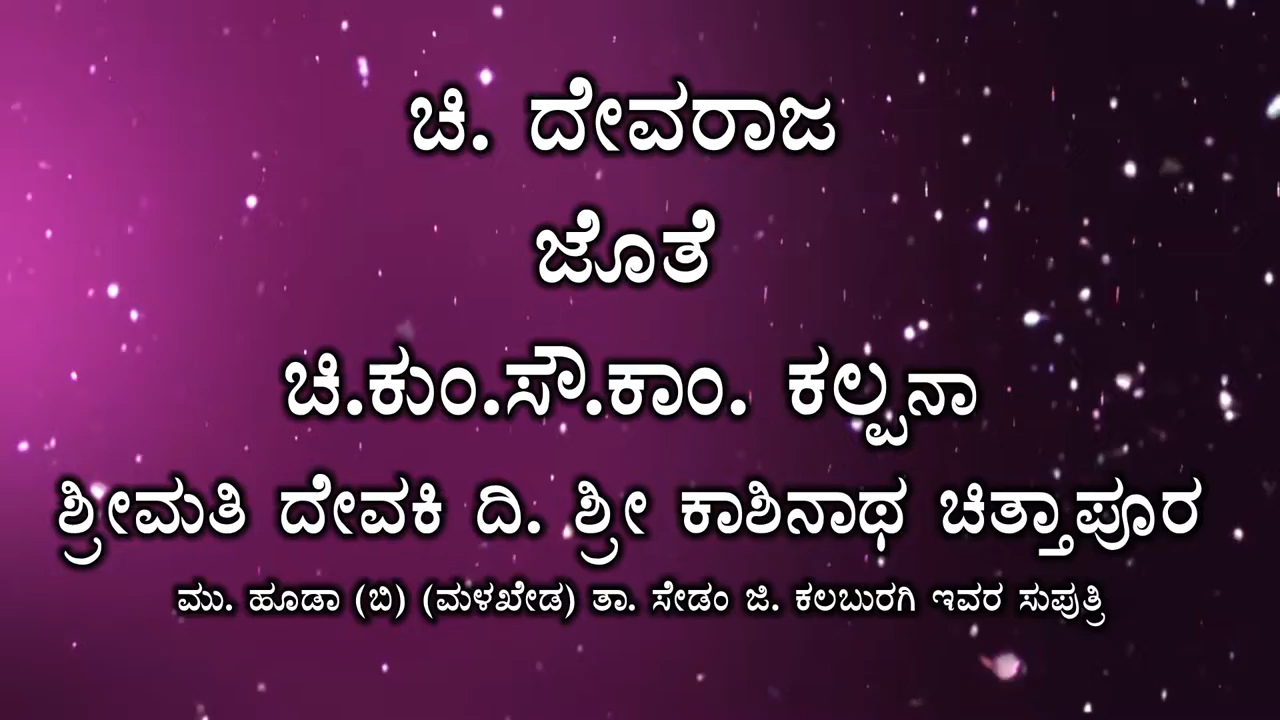 ಚಿ. ದೇವರಾಜ
ಜೊತೆ
ಚಿ.ಕುಂ.ಸೌ.ಕಾಂ. ಕಲ್ಪನಾ
ಶ್ರೀಮತಿ ದೇವಕಿ ದಿ. ಶ್ರೀ ಕಾಶಿನಾಥ ಚಿತ್ತಾಪೂರ
ಮು. ಹೂಡಾ (ಬಿ) (ಮಳಖೇಡ) ತಾ. ಸೇಡಂ ಜಿ. ಕಲಬುರಗಿ ಇವರ ಸುಪುತ್ರಿ